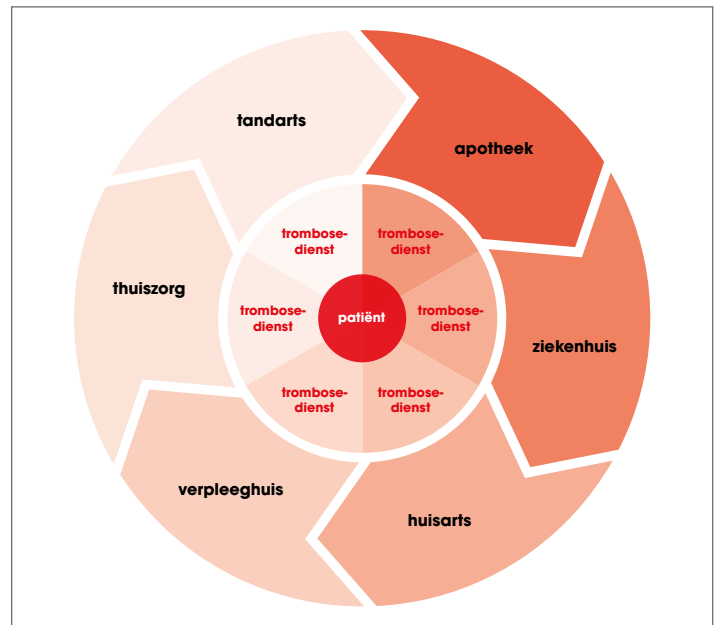 tandarts
apotheek
trombose-
dienst
trombose-
dienst
thuiszorg
trombose-
dienst
patiënt
trombose-
dienst
ziekenhuis
trombose-
dienst
trombose-
dienst
verpleeghuis
huisarts